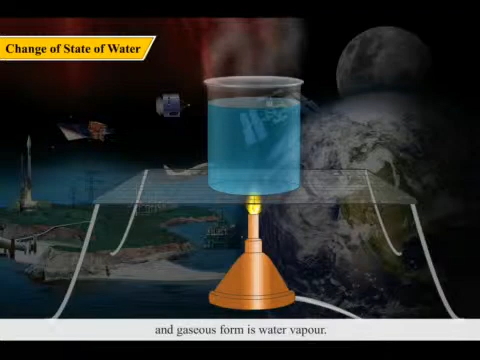 Change of State of Water
and gaseous form is water vapour.